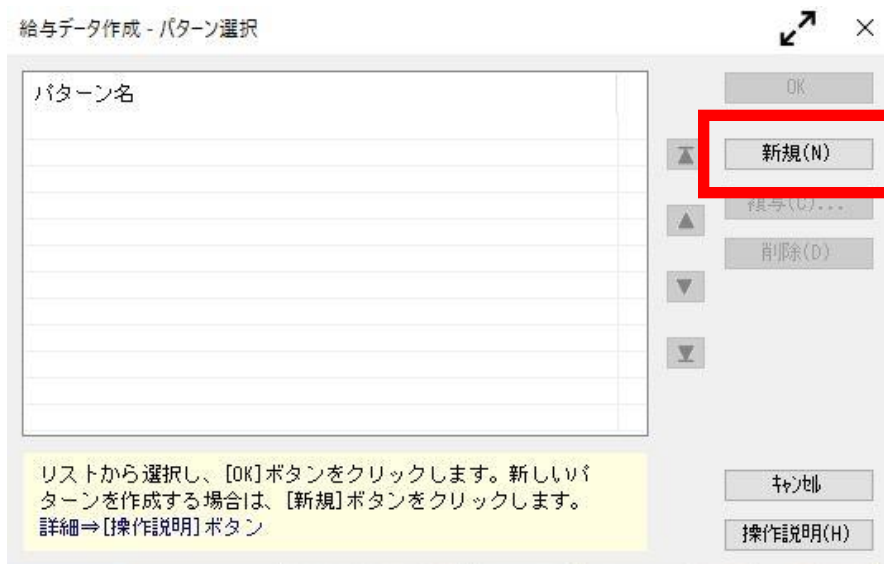 給与データ作成 - パターン選択
パターン名
OK
新規(N)
複写(C)...
削除(D)
リストから選択し、[OK]ボタンをクリックします。新しいパ
ターンを作成する場合は、[新規]ボタンをクリックします。
詳細⇒[操作説明]ボタン
キャンセル
操作説明(H)